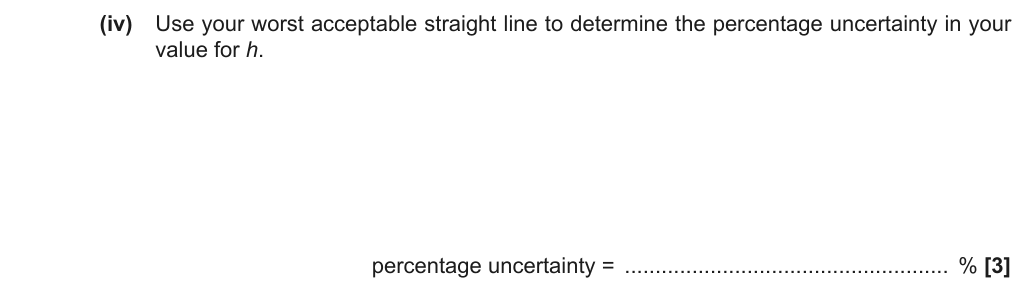 (iv) Use your worst acceptable straight line to determine the percentage uncertainty in your
value for h.
percentage uncertainty = .................................................... % [3]